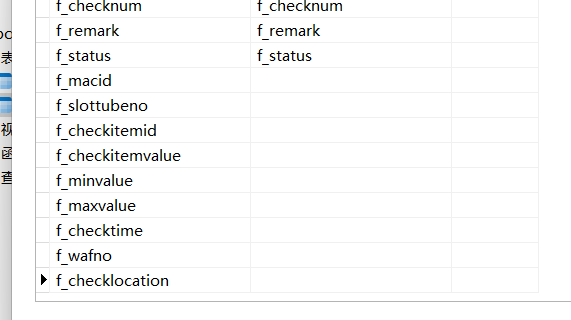 f_checknum f_checknum
f_remark f_remark
f_status f_status
f_macid
f_slottubeno
f_checkitemid
f_checkitemvalue
f_minvalue
f_maxvalue
f_checktime
f_wafno
f_checklocation
表
视
函
查